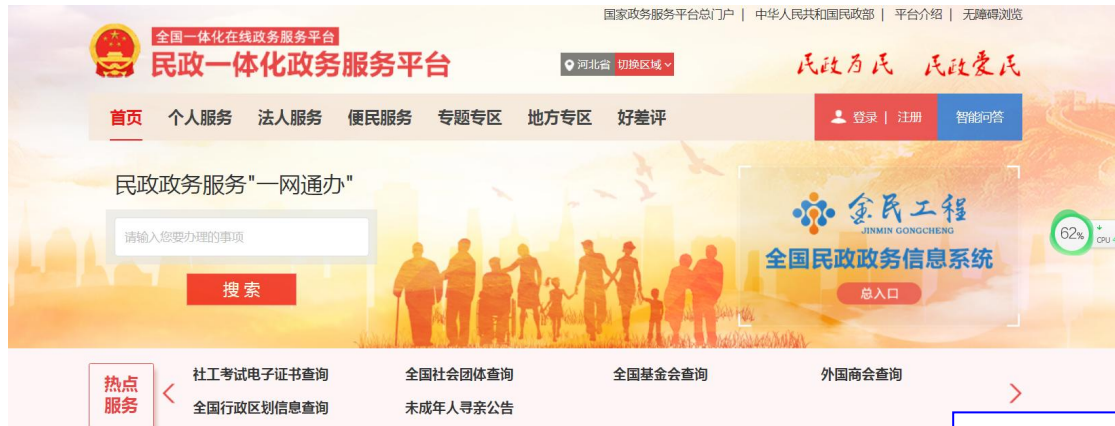 国家政务服务平台总门户 | 中华人民共和国民政部 | 平台介绍 | 无障碍浏览
全国一体化在线政务服务平台
民政一体化政务服务平台
河北省 切换区域
民政为民 民政爱民
首页 个人服务 法人服务 便民服务 专题专区 地方专区 好差评
登录 | 注册 智能问答
民政政务服务"一网通办"
请输入您要办理的事项
搜索
金民工程
JINMIN GONGCHENG
全国民政政务信息系统
总入口
62%
CPU
热点服务
社工考试电子证书查询 全国社会团体查询 全国基金会查询 外国商会查询
全国行政区划信息查询 未成年人寻亲公告